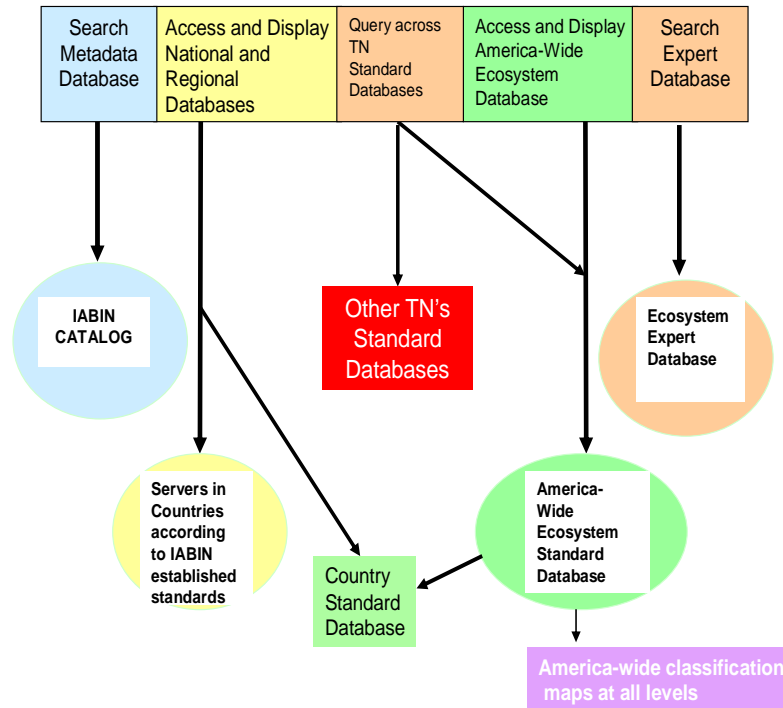 Search
Metadata
Database
Access and Display
National and
Regional
Databases
Query across
TN
Standard
Databases
Access and Display
America-Wide
Ecosystem
Database
Search
Expert
Database
IABIN
CATALOG
Other TN's
Standard
Databases
Ecosystem
Expert
Database
Servers in
Countries
according
to IABIN
established
standards
America-
Wide
Ecosystem
Standard
Database
Country
Standard
Database
America-wide classification
maps at all levels